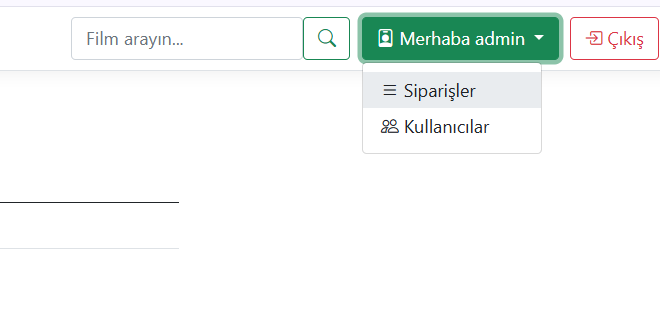 Film arayın...
Merhaba admin
Çıkış
Siparişler
Kullanıcılar